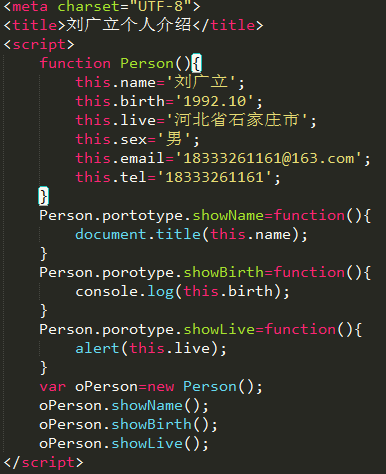 <meta charset="UTF-8">
<title>刘广立个人介绍</title>
<script>
    function Person(){
        this.name='刘广立';
        this.birth='1992.10';
        this.live='河北省石家庄市';
        this.sex='男';
        this.email='18333261161@163.com';
        this.tel='18333261161';
    }
    Person.portotype.showName=function(){
        document.title(this.name);
    }
    Person.porotype.showBirth=function(){
        console.log(this.birth);
    }
    Person.porotype.showLive=function(){
        alert(this.live);
    }
    var oPerson=new Person();
    oPerson.showName();
    oPerson.showBirth();
    oPerson.showLive();
</script>